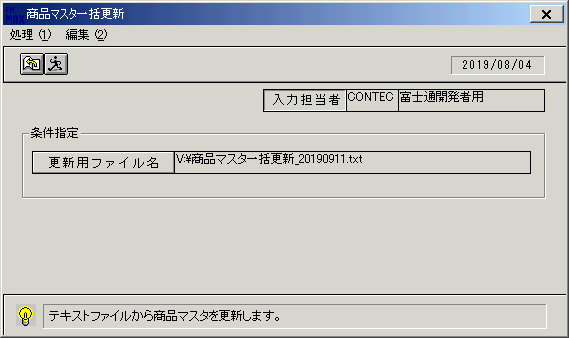 商品マスタ一括更新
処理(1) 編集(2)
2019/08/04
入力担当者 CONTEC 富士通開発者用
条件指定
更新用ファイル名 V:¥商品マスタ一括更新_20190911.txt
テキストファイルから商品マスタを更新します。